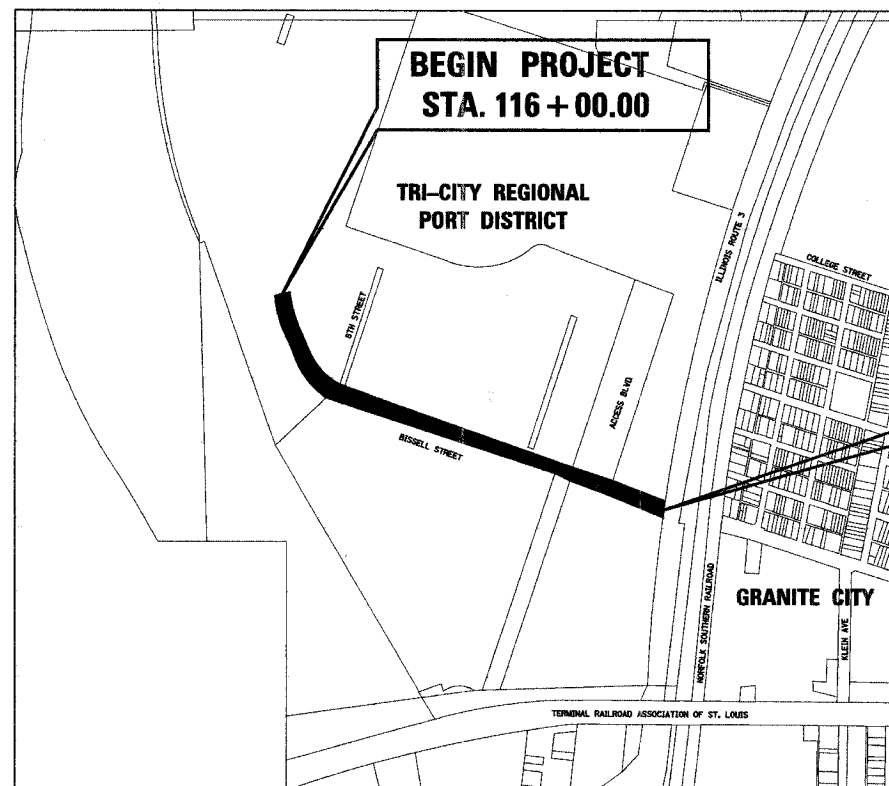 BEGIN PROJECT
STA. 116+00.00
TRI-CITY REGIONAL
PORT DISTRICT
ILLINOIS ROUTE 3
COLLEGE STREET
8TH STREET
ACCESS BLVD.
BISSELL STREET
NORFOLK SOUTHERN RAILROAD
GRANITE CITY
KLEIN AVE
TERMINAL RAILROAD ASSOCIATION OF ST. LOUIS